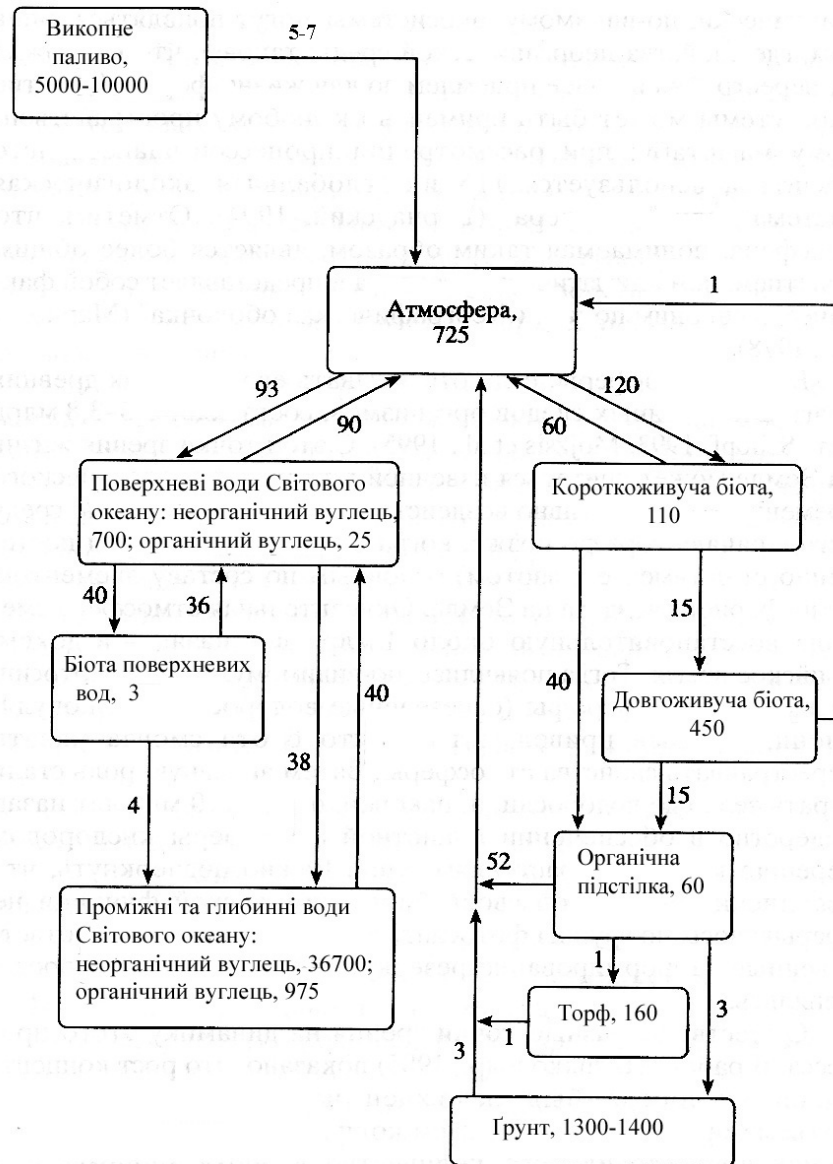 Викопне
паливо,
5000-10000
5-7
Атмосфера,
725
1
93
90
60
120
Поверхневі води Світового
океану: неорганічний вуглець,
700; органічний вуглець, 25
Короткоживуча біота,
110
40
36
Біота поверхневих
вод, 3
40
38
4
15
40
Довгоживуча біота,
450
15
Проміжні та глибинні води
Світового океану:
неорганічний вуглець, 36700;
органічний вуглець, 975
Органічна
підстілка, 60
52
1
3
Торф, 160
1
3
Ґрунт, 1300-1400